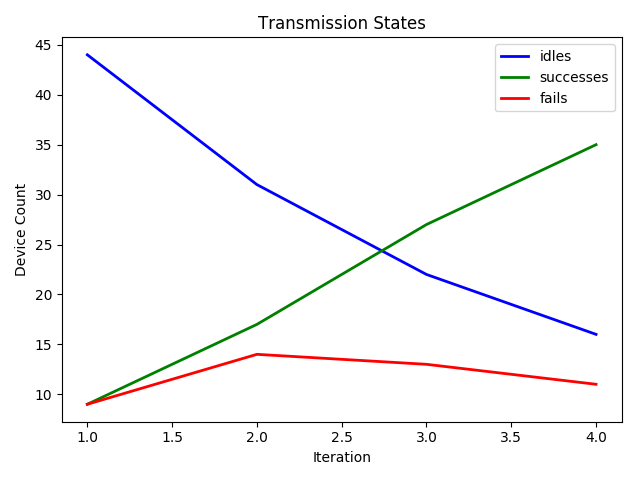 Transmission States
idles
successes
fails
Device Count
45
40
35
30
25
20
15
10
1.0 1.5 2.0 2.5 3.0 3.5 4.0
Iteration